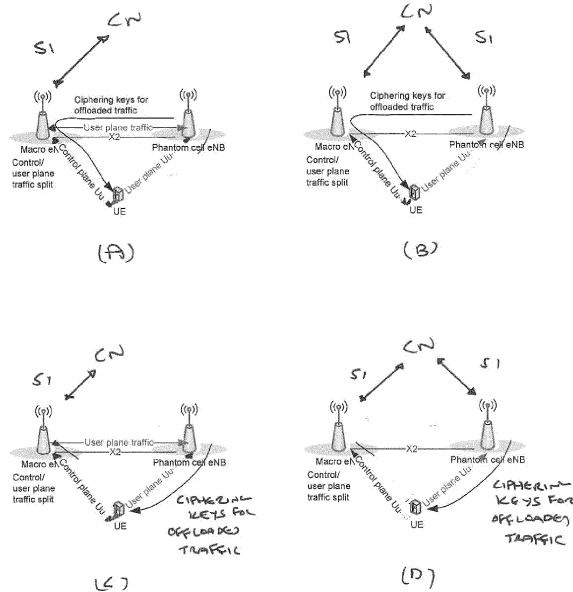 CN
S1
Ciphering keys for
offloaded traffic
User plane traffic
X2
Macro eN
Phantom cell eNB
Control/
user plane
traffic split
Control plane Uu
User plane Uu
UE
(A)
CN
S1
S1
Ciphering keys for
offloaded traffic
X2
Macro eN
Phantom cell eNB
Control/
user plane
traffic split
Control plane Uu
User plane Uu
UE
(B)
CN
S1
User plane traffic
X2
Macro eN
Phantom cell eNB
Control/
user plane
traffic split
Control plane Uu
User plane Uu
UE
CIPHERING
KEYS FOR
OFFLOADED
TRAFFIC
(C)
CN
S1
S1
X2
Macro eN
Phantom cell eNB
Control/
user plane
traffic split
Control plane Uu
User plane Uu
UE
CIPHERING
KEYS FOR
OFFLOADED
TRAFFIC
(D)